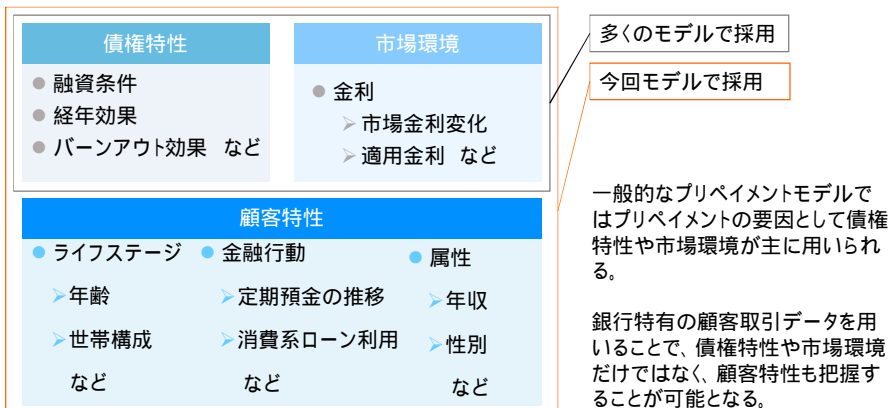 債権特性
融資条件
経年効果
バーンアウト効果 など
市場環境
金利
市場金利変化
適用金利 など
多くのモデルで採用
今回モデルで採用
顧客特性
ライフステージ
年齢
世帯構成
など
金融行動
定期預金の推移
消費系ローン利用
など
属性
年収
性別
など
一般的なプリペイメントモデルで
はプリペイメントの要因として債権
特性や市場環境が主に用いられ
る。
銀行特有の顧客取引データを用
いることで、債権特性や市場環境
だけではなく、顧客特性も把握す
ることが可能となる。